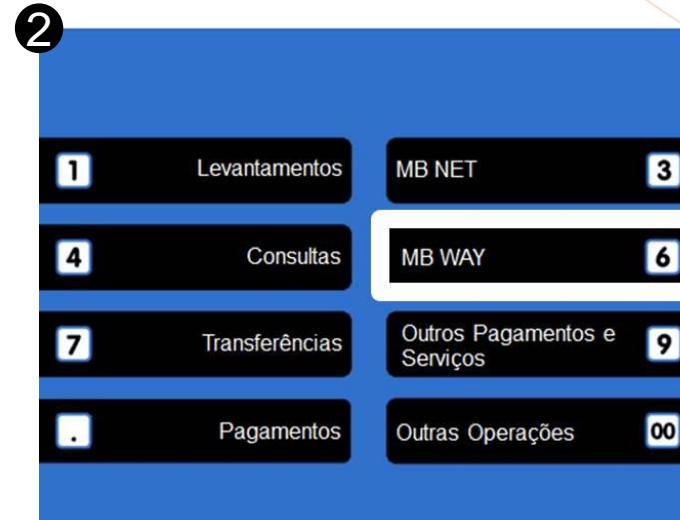 2
1 Levantamentos
MB NET 3
4 Consultas
MB WAY 6
7 Transferências
Outros Pagamentos e
Serviços 9
. Pagamentos
Outras Operações 00